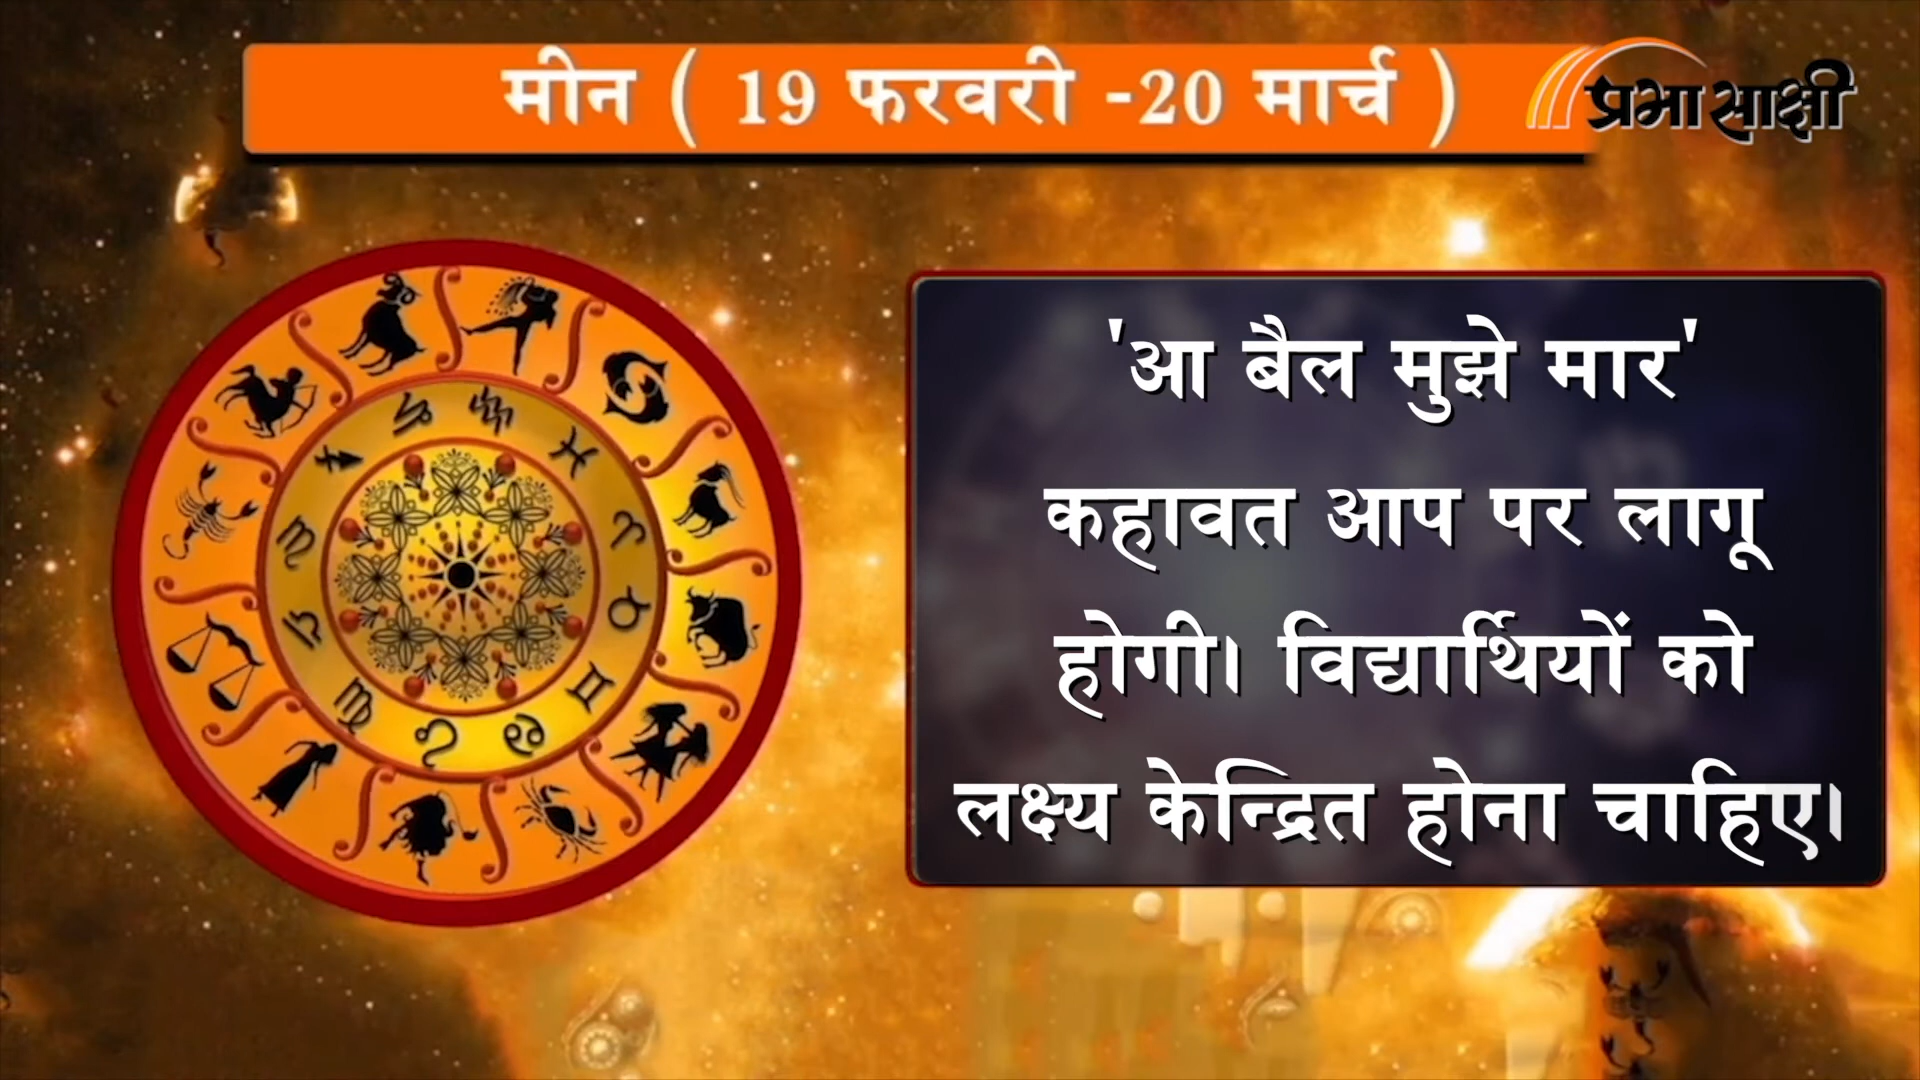 मीन ( 19 फरवरी -20 मार्च )
प्रभासाक्षी
'आ बैल मुझे मार'
कहावत आप पर लागू
होगी। विद्यार्थियों को
लक्ष्य केन्द्रित होना चाहिए।